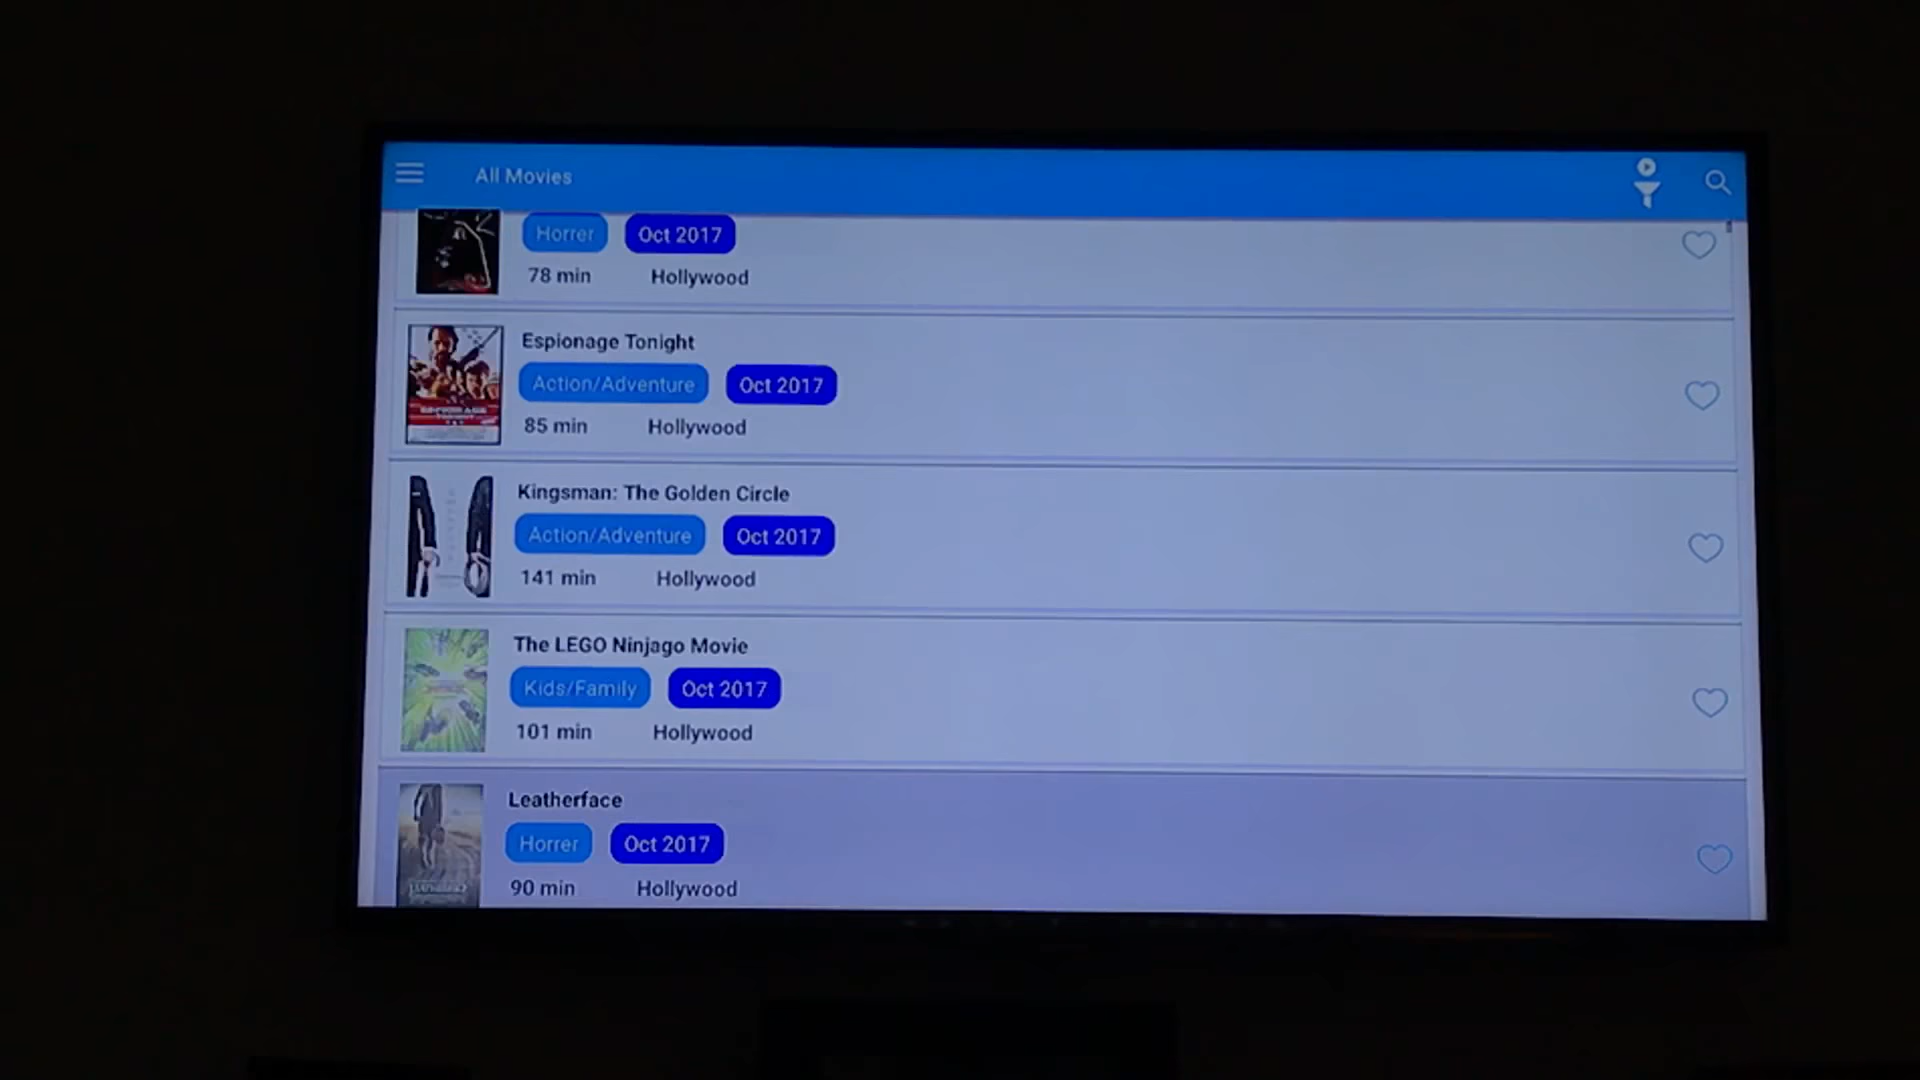 All Movies
Horrer Oct 2017
78 min Hollywood
Espionage Tonight
Action/Adventure Oct 2017
85 min Hollywood
Kingsman: The Golden Circle
Action/Adventure Oct 2017
141 min Hollywood
The LEGO Ninjago Movie
Kids/Family Oct 2017
101 min Hollywood
Leatherface
Horrer Oct 2017
90 min Hollywood